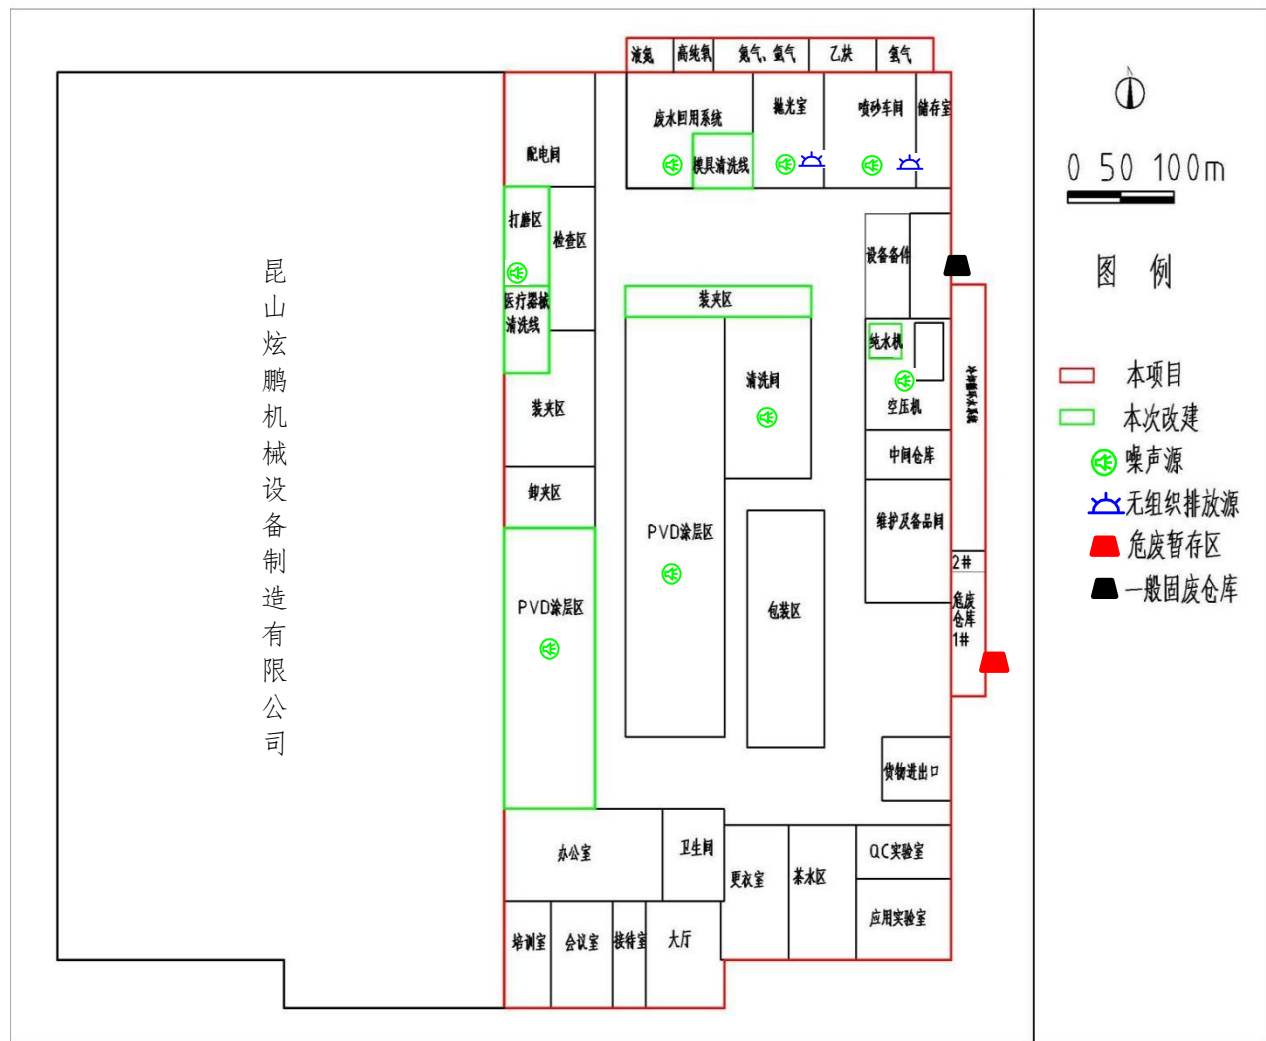 液氮
高纯氧
氮气、氩气
乙炔
氢气
废水回用系统
抛光室
喷砂车间
储存室
配电间
模具清洗线
0 50 100m
打磨区
检查区
设备备件
图 例
医疗器械
清洗线
装夹区
纯水机
清洗间
冷却循环水系统
本项目
装夹区
空压机
本次改建
中间仓库
噪声源
卸夹区
无组织排放源
PVD涂层区
维护及备品间
危废暂存区
2#
一般固废仓库
PVD涂层区
包装区
危废
仓库
1#
昆山炫鹏机械设备制造有限公司
货物进出口
办公室
卫生间
更衣室
茶水区
QC实验室
应用实验室
培训室
会议室
接待室
大厅